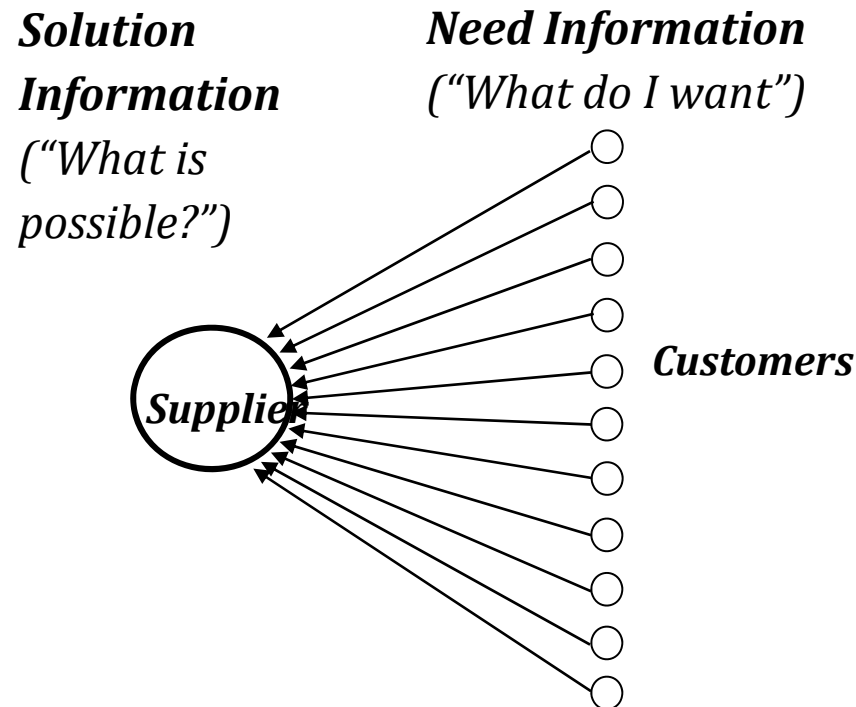 Solution
Information
(“What is
possible?”)
Need Information
(“What do I want”)
Customers
Supplier